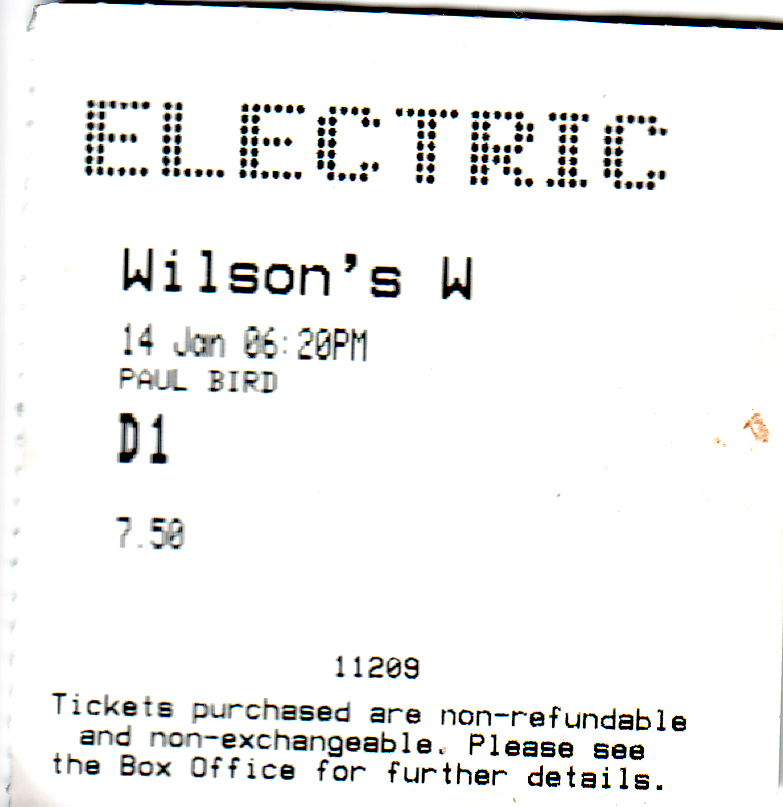 ELECTRIC
Wilson's W
14 Jan 06:20PM
PAUL BIRD
D1
7.50
11209
Tickets purchased are non-refundable
and non-exchangeable. Please see
the Box Office for further details.